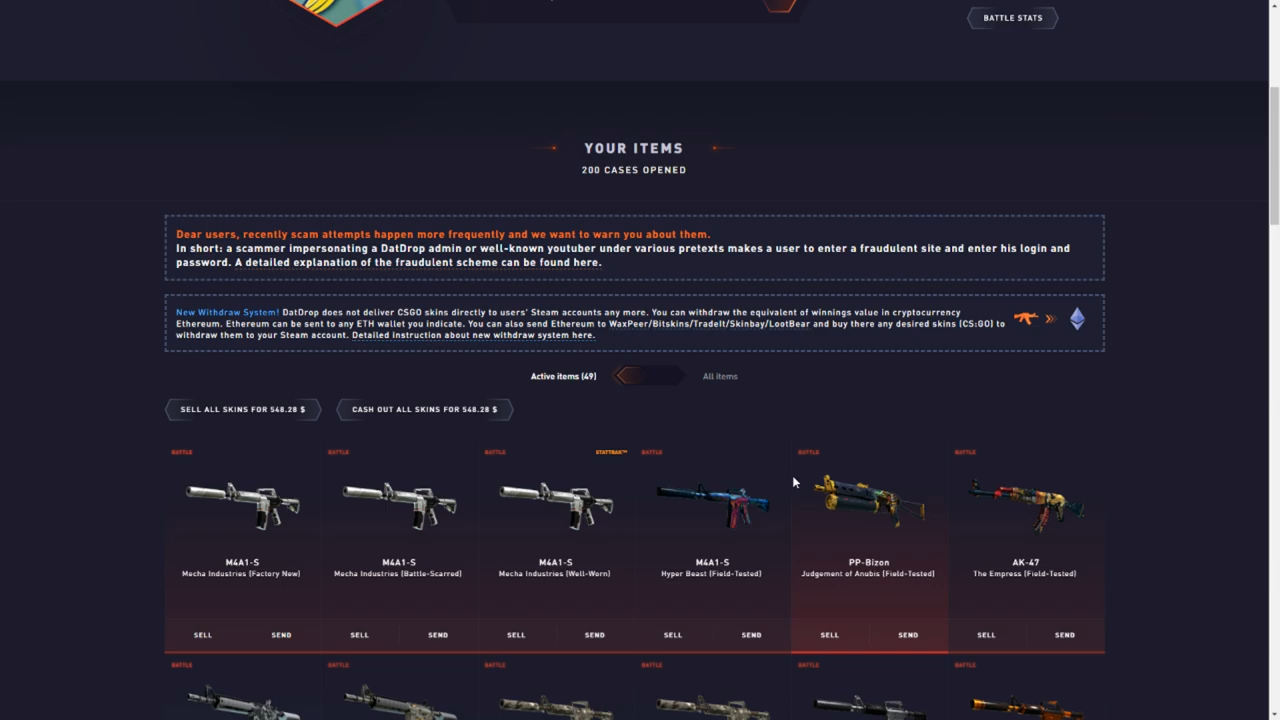 BATTLE STATS
YOUR ITEMS
200 CASES OPENED
Dear users, recently scam attempts happen more frequently and we want to warn you about them.
In short: a scammer impersonating a DatDrop admin or well-known youtuber under various pretexts makes a user to enter a fraudulent site and enter his login and
password. A detailed explanation of the fraudulent scheme can be found here.
New Withdraw System! DatDrop does not deliver CSGO skins directly to users' Steam accounts any more. You can withdraw the equivalent of winnings value in cryptocurrency
Ethereum. Ethereum can be sent to any ETH wallet you indicate. You can also send Ethereum to WaxPeer/Bitskins/TradeIt/Skinbay/LootBear and buy there any desired skins (CS:GO) to
withdraw them to your Steam account. Detailed instruction about new withdraw system here.
Active items (49) All items
SELL ALL SKINS FOR 548.28 $ CASH OUT ALL SKINS FOR 548.28 $
BATTLE BATTLE BATTLE STATTRAK™ BATTLE BATTLE BATTLE
M4A1-S M4A1-S M4A1-S M4A1-S PP-Bizon AK-47
Mecha Industries (Factory New) Mecha Industries (Battle-Scarred) Mecha Industries (Well-Worn) Hyper Beast (Field-Tested) Judgement of Anubis (Field-Tested) The Empress (Field-Tested)
SELL SEND SELL SEND SELL SEND SELL SEND SELL SEND SELL SEND
BATTLE BATTLE BATTLE BATTLE BATTLE BATTLE